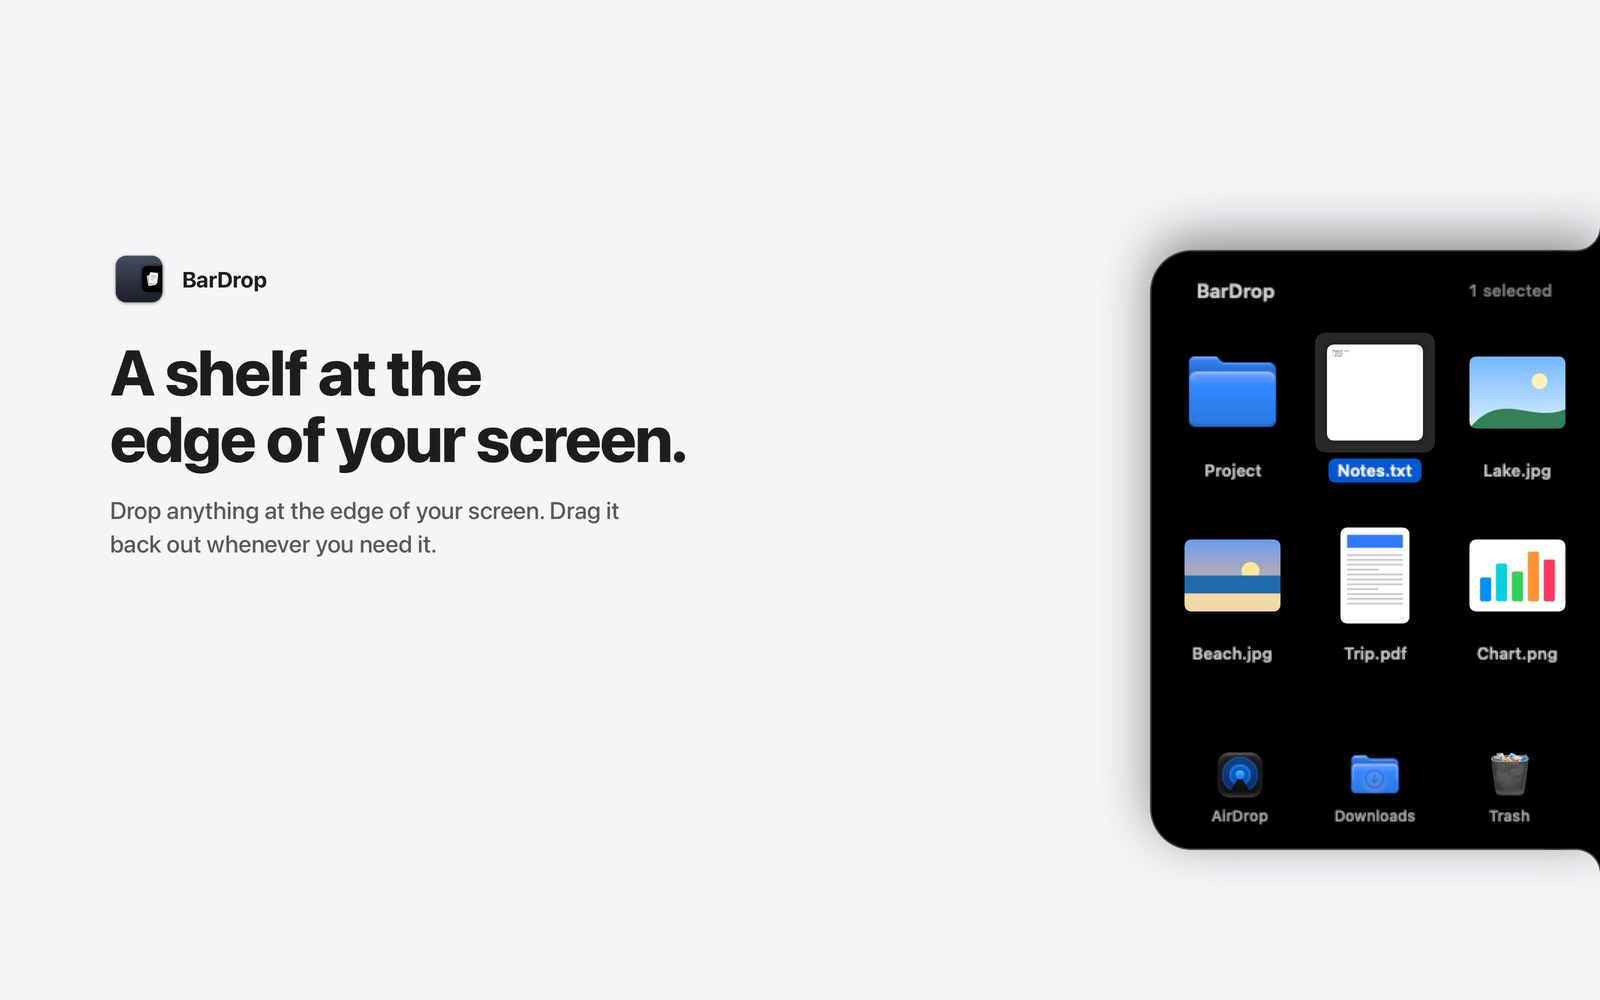 BarDrop
A shelf at the
edge of your screen.
Drop anything at the edge of your screen. Drag it
back out whenever you need it.
BarDrop
1 selected
Project
Notes.txt
Lake.jpg
Beach.jpg
Trip.pdf
Chart.png
AirDrop
Downloads
Trash